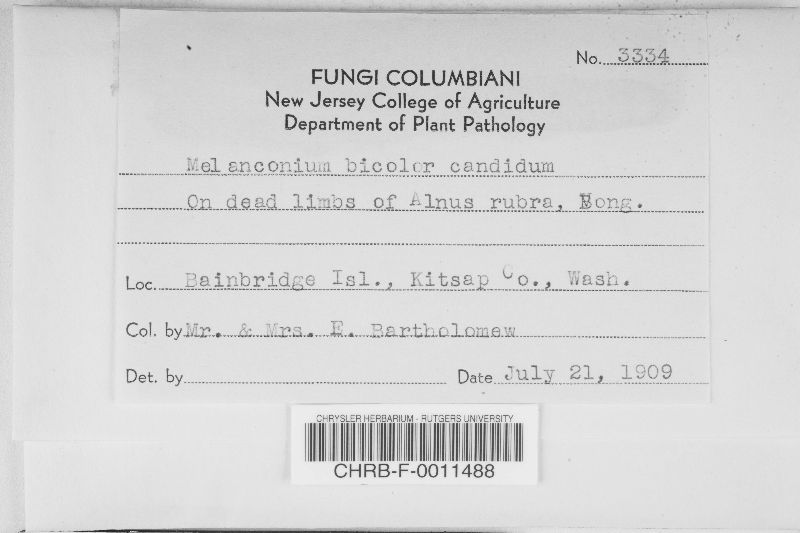 No. 3334
FUNGI COLUMBIANI
New Jersey College of Agriculture
Department of Plant Pathology
Melanconium bicolor candidum
On dead limbs of Alnus rubra, Bong.
Loc. Bainbridge Isl., Kitsap Co., Wash.
Col. by Mr. & Mrs. E. Bartholomew
Det. by Date July 21, 1909
CHRYSLER HERBARIUM - RUTGERS UNIVERSITY
CHRB-F-0011488